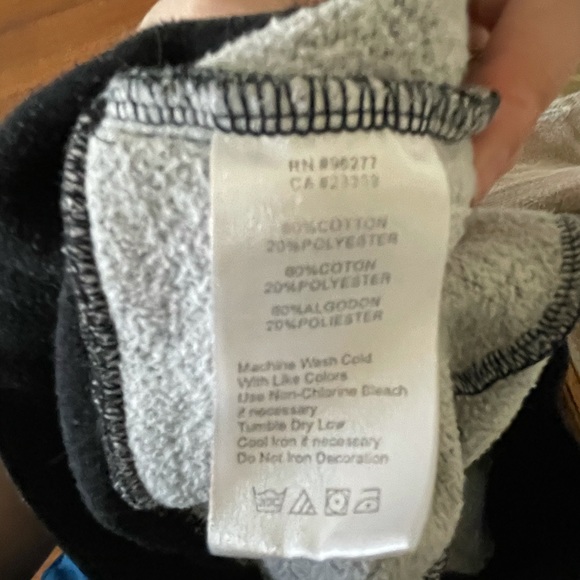 RN #96277
CA
80%COTTON
20%POLYESTER
80%COTON
20%POLYESTER
80%ALGODON
20%POLIESTER
Machine Wash Cold
With Like Colors
Use Non-Chlorine Bleach
if necessary
Tumble Dry Low
Cool Iron if necessary
Do Not Iron Decoration